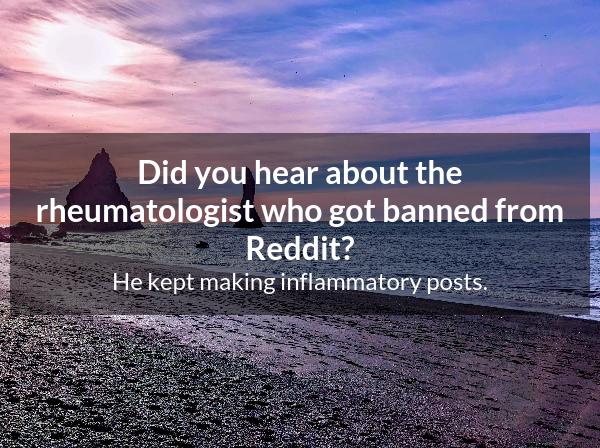 Did you hear about the
rheumatologist who got banned from
Reddit?
He kept making inflammatory posts.